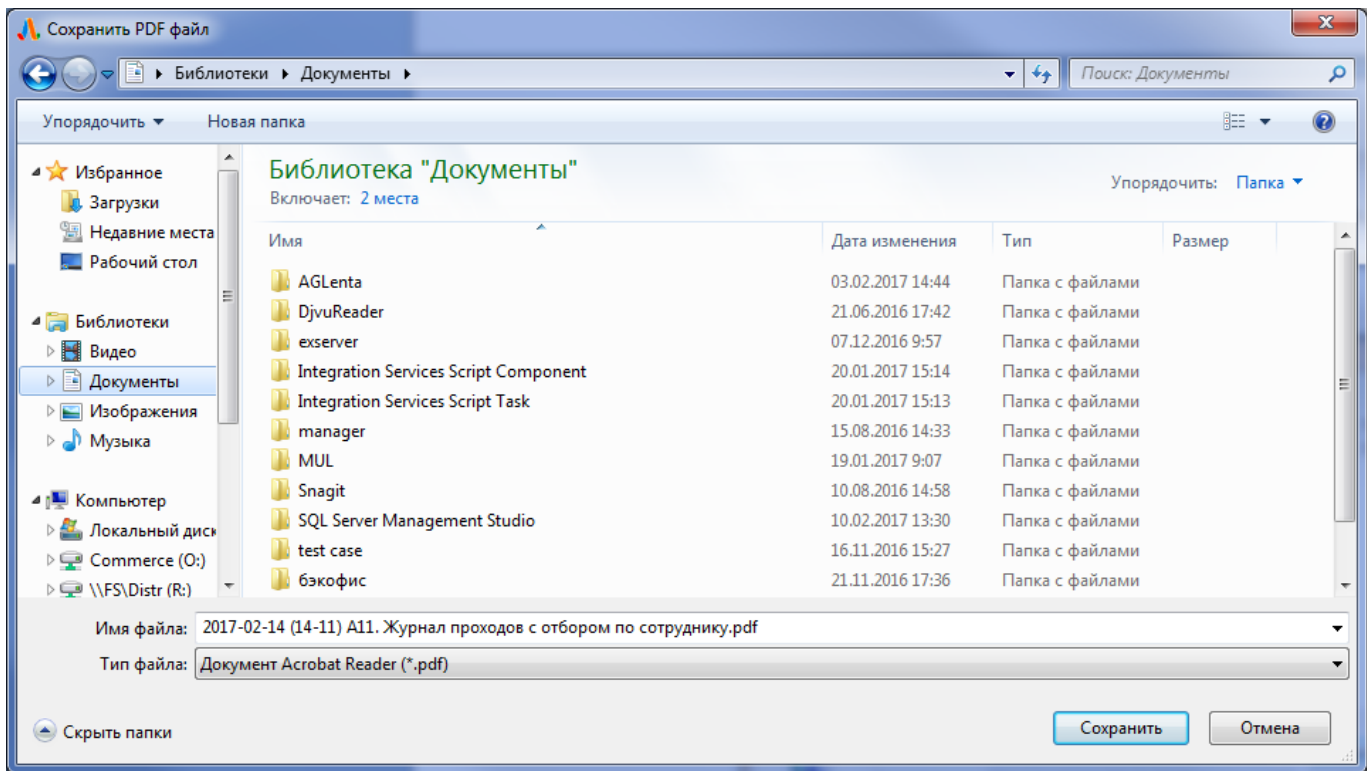 Сохранить PDF файл
Библиотеки Документы
Поиск: Документы
Упорядочить Новая папка
Избранное
Загрузки
Недавние места
Рабочий стол
Библиотеки
Видео
Документы
Изображения
Музыка
Компьютер
Локальный диск
Commerce (O:)
\\FS\Distr (R:)
Библиотека "Документы"
Включает: 2 места
Упорядочить: Папка
Имя Дата изменения Тип Размер
AGLenta 03.02.2017 14:44 Папка с файлами
DjvuReader 21.06.2016 17:42 Папка с файлами
exserver 07.12.2016 9:57 Папка с файлами
Integration Services Script Component 20.01.2017 15:14 Папка с файлами
Integration Services Script Task 20.01.2017 15:13 Папка с файлами
manager 15.08.2016 14:33 Папка с файлами
MUL 19.01.2017 9:07 Папка с файлами
Snagit 10.08.2016 14:58 Папка с файлами
SQL Server Management Studio 10.02.2017 13:30 Папка с файлами
test case 16.11.2016 15:27 Папка с файлами
бэкофис 21.11.2016 17:36 Папка с файлами
Имя файла: 2017-02-14 (14-11) A11. Журнал проходов с отбором по сотруднику.pdf
Тип файла: Документ Acrobat Reader (*.pdf)
Скрыть папки
Сохранить Отмена